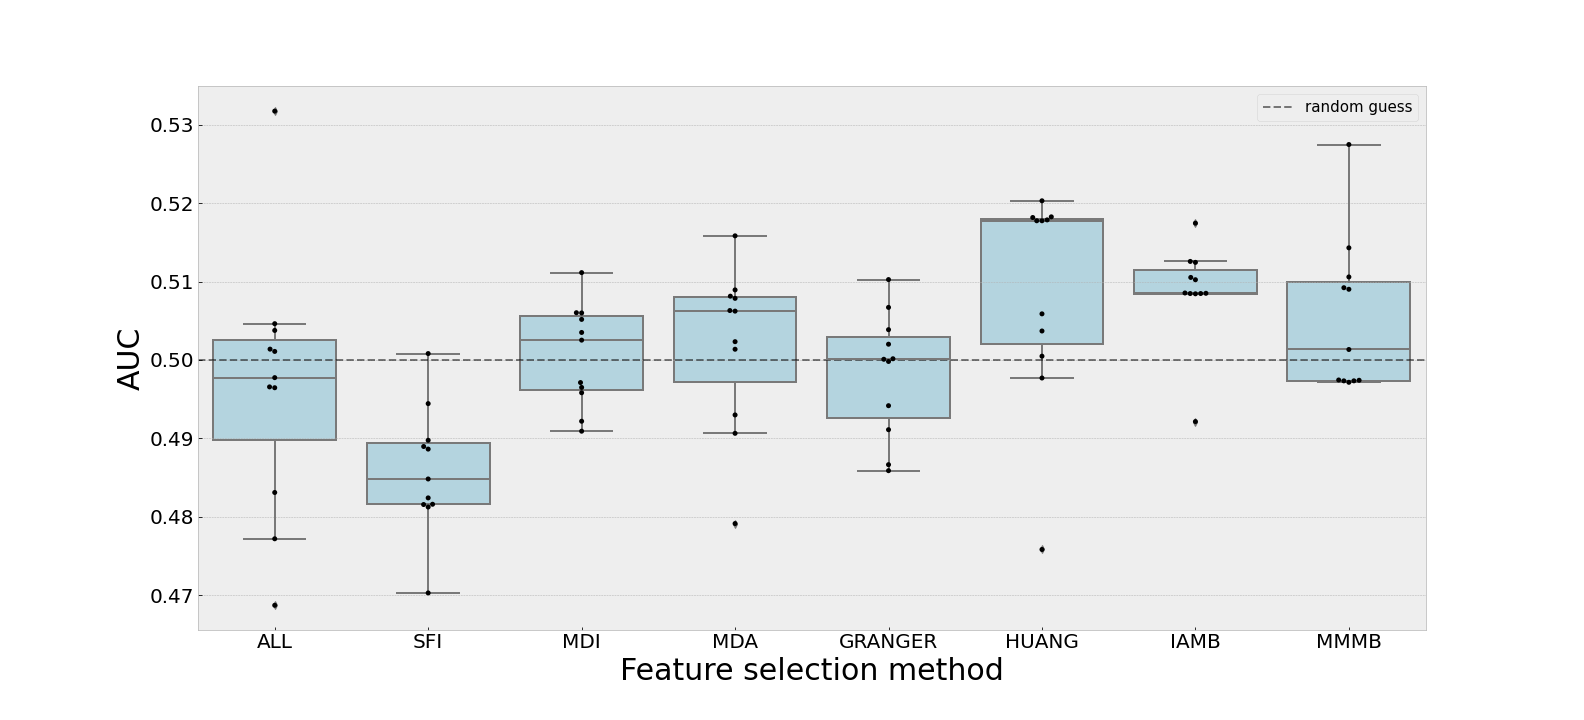 random guess
0.53
0.52
0.51
0.50
0.49
0.48
0.47
AUC
ALL SFI MDI MDA GRANGER HUANG IAMB MMMB
Feature selection method